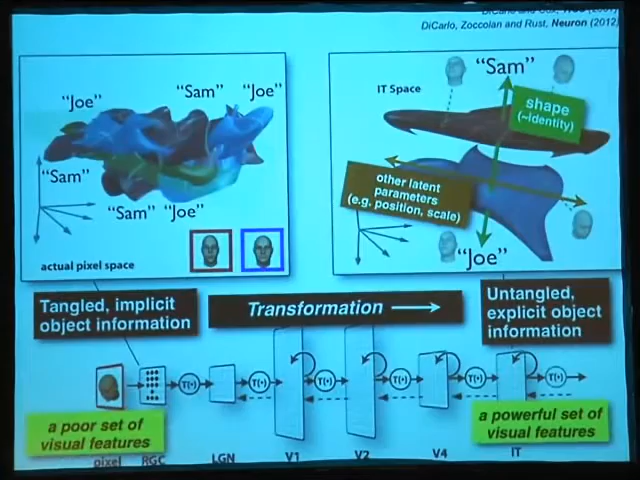 DiCarlo, Zoccolan and Rust, Neuron (2012)
"Joe"
"Sam"
"Joe"
"Sam"
"Sam"
"Joe"
actual pixel space
"Sam"
IT Space
shape
(~identity)
other latent
parameters
(e.g. position, scale)
"Joe"
Tangled, implicit
object information
Transformation
Untangled,
explicit object
information
T(•)
T(•)
T(•)
T(•)
T(•)
T(•)
a poor set of
visual features
a powerful set of
visual features
pixel
RGC
LGN
V1
V2
V4
IT